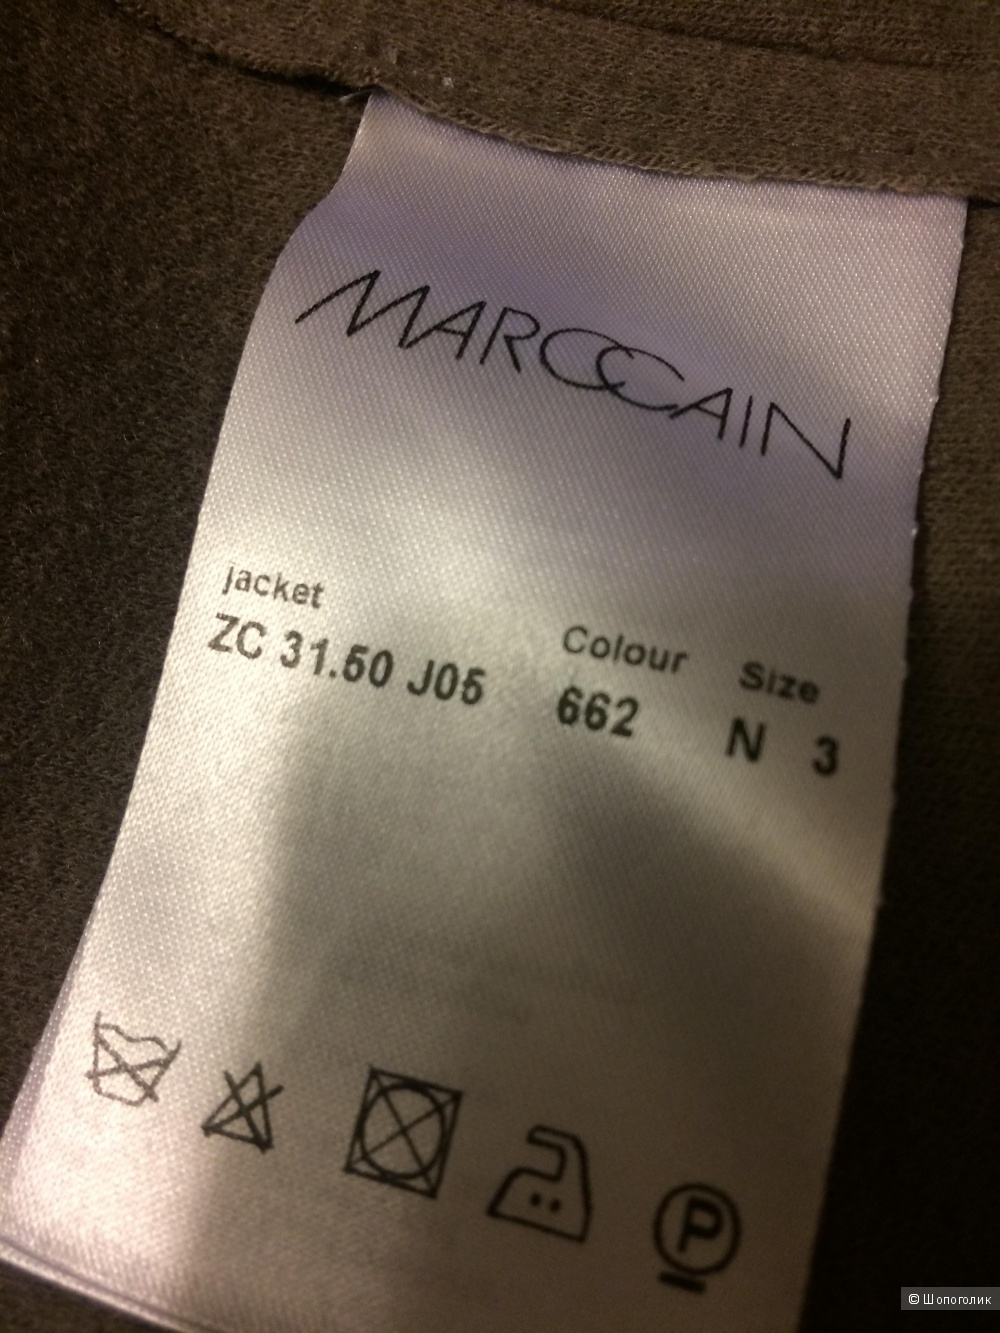 MARCCAIN
jacket Colour Size
ZC 31.50 J05 662 N 3
P
© Шопоголик